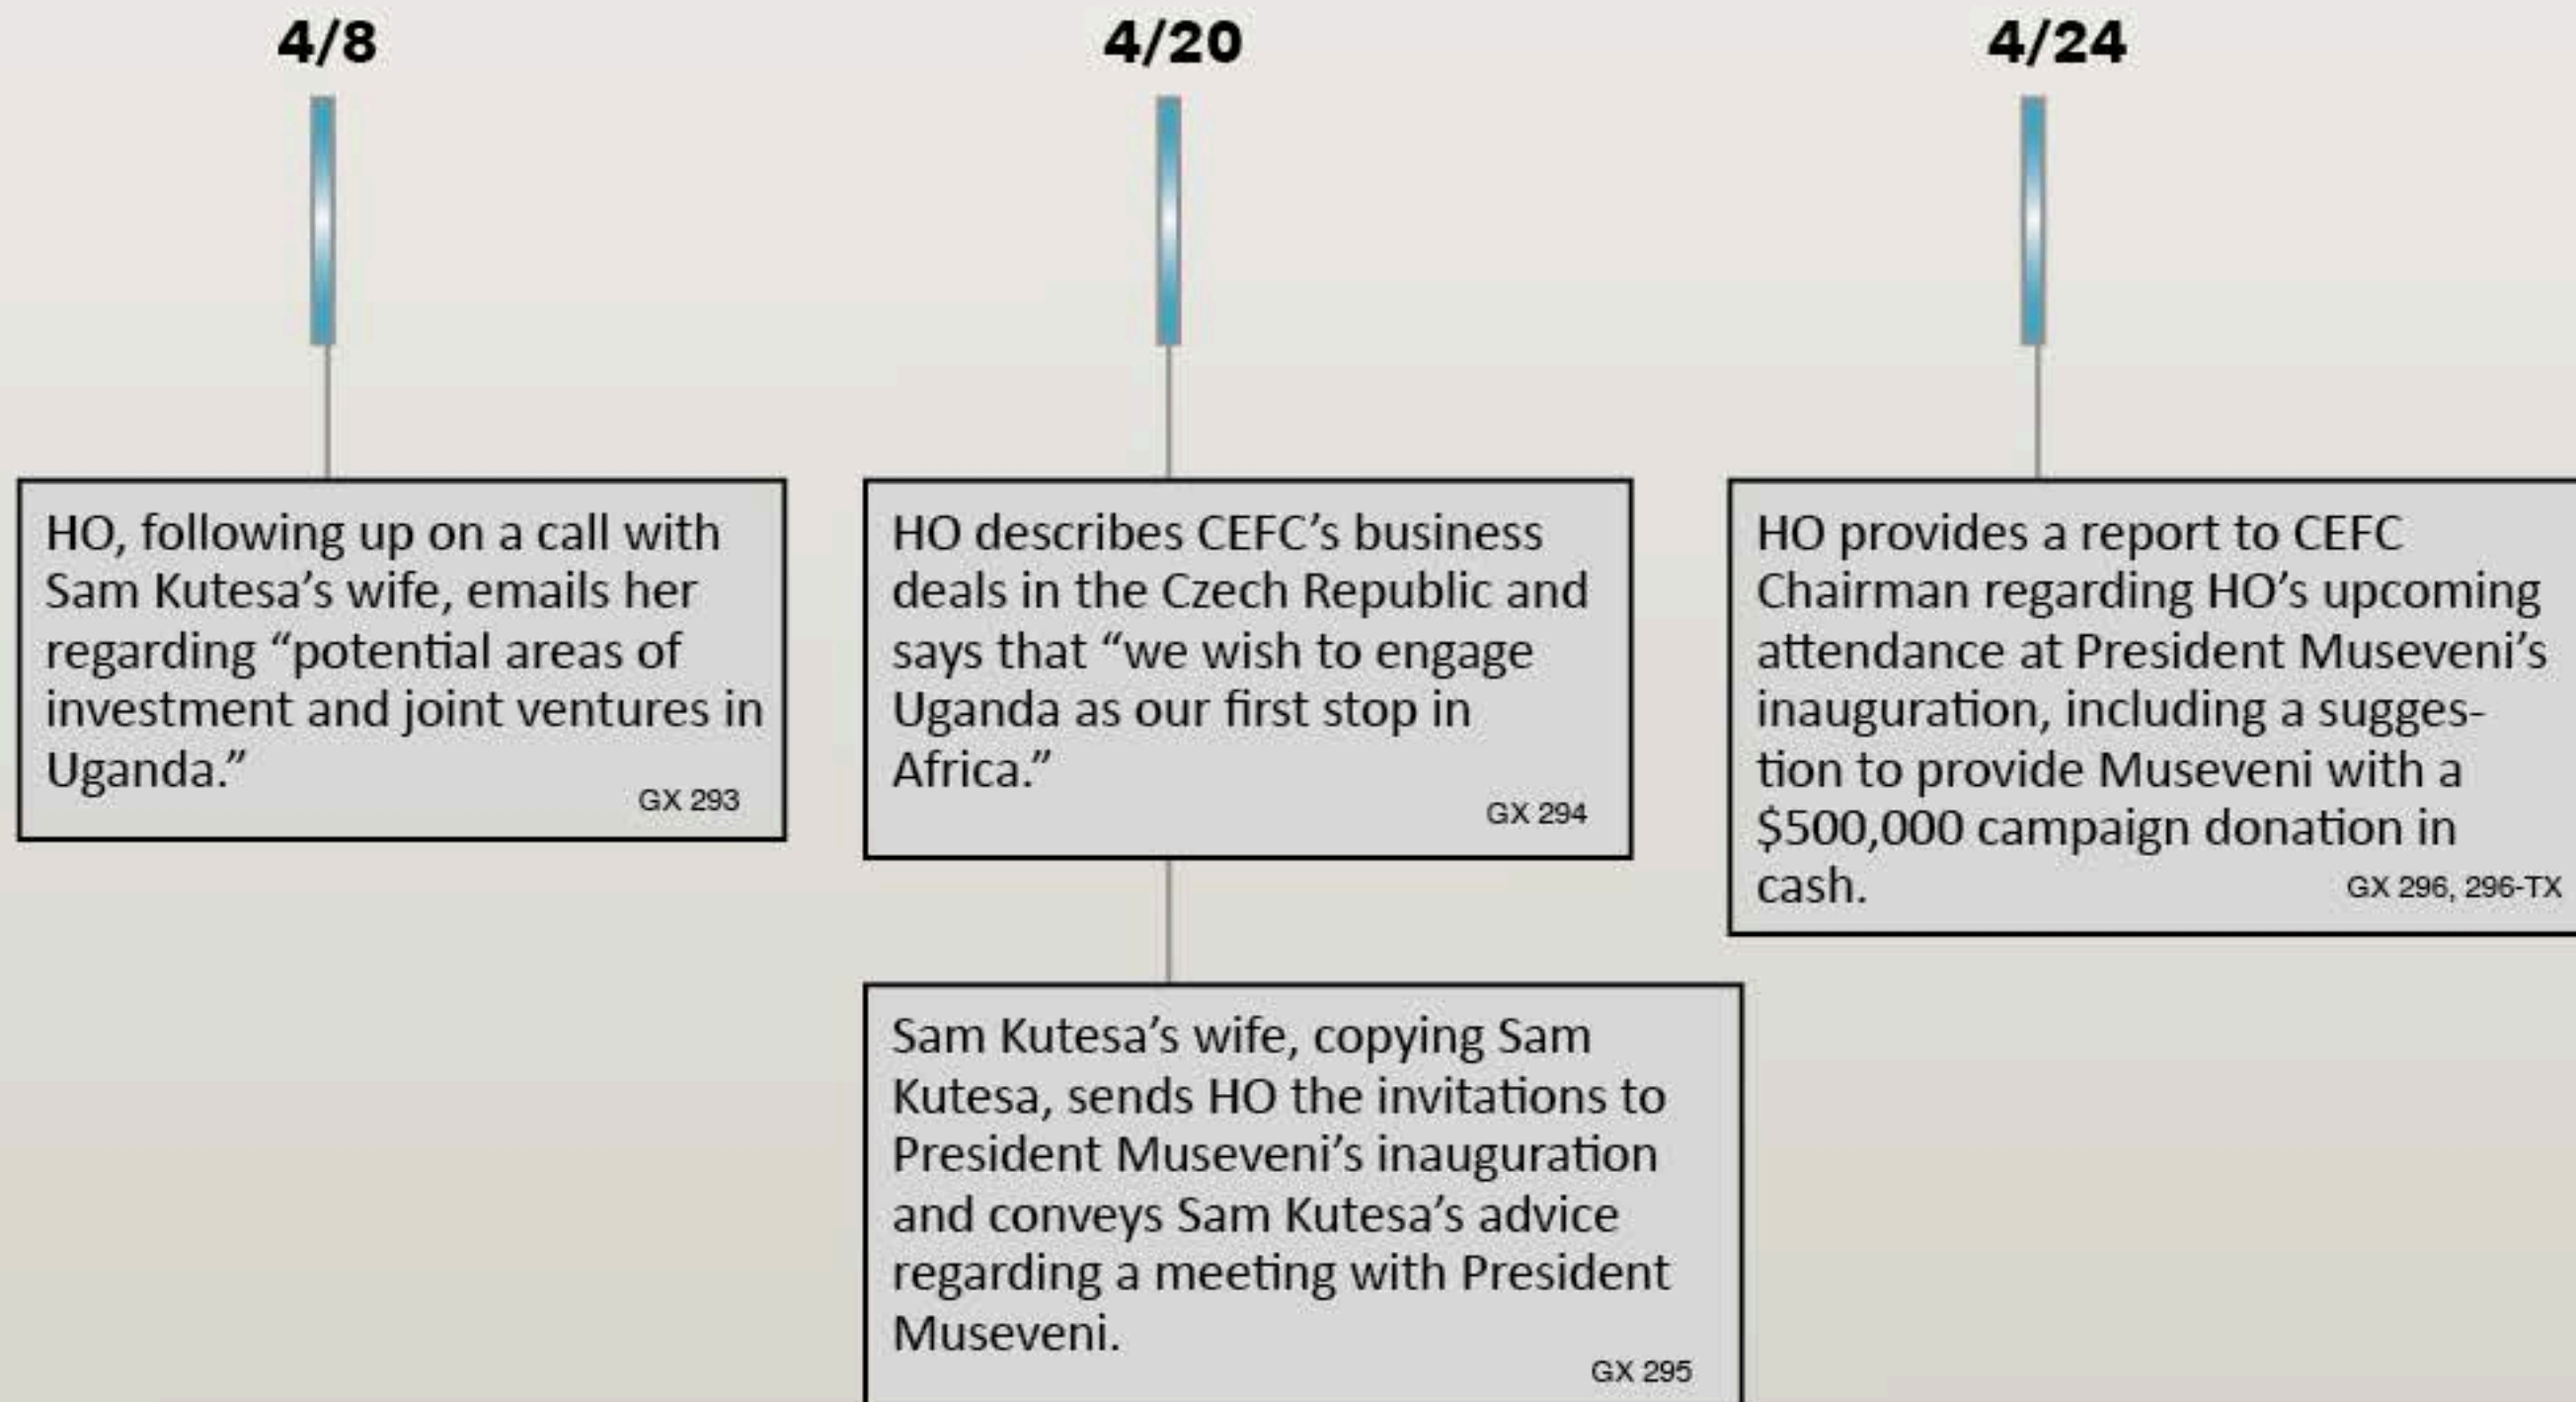 4/8
HO, following up on a call with
Sam Kutesa’s wife, emails her
regarding “potential areas of
investment and joint ventures in
Uganda.”
GX 293
4/20
HO describes CEFC’s business
deals in the Czech Republic and
says that “we wish to engage
Uganda as our first stop in
Africa.”
GX 294
Sam Kutesa’s wife, copying Sam
Kutesa, sends HO the invitations to
President Museveni’s inauguration
and conveys Sam Kutesa’s advice
regarding a meeting with President
Museveni.
GX 295
4/24
HO provides a report to CEFC
Chairman regarding HO’s upcoming
attendance at President Museveni’s
inauguration, including a sugges-
tion to provide Museveni with a
$500,000 campaign donation in
cash.
GX 296, 296-TX